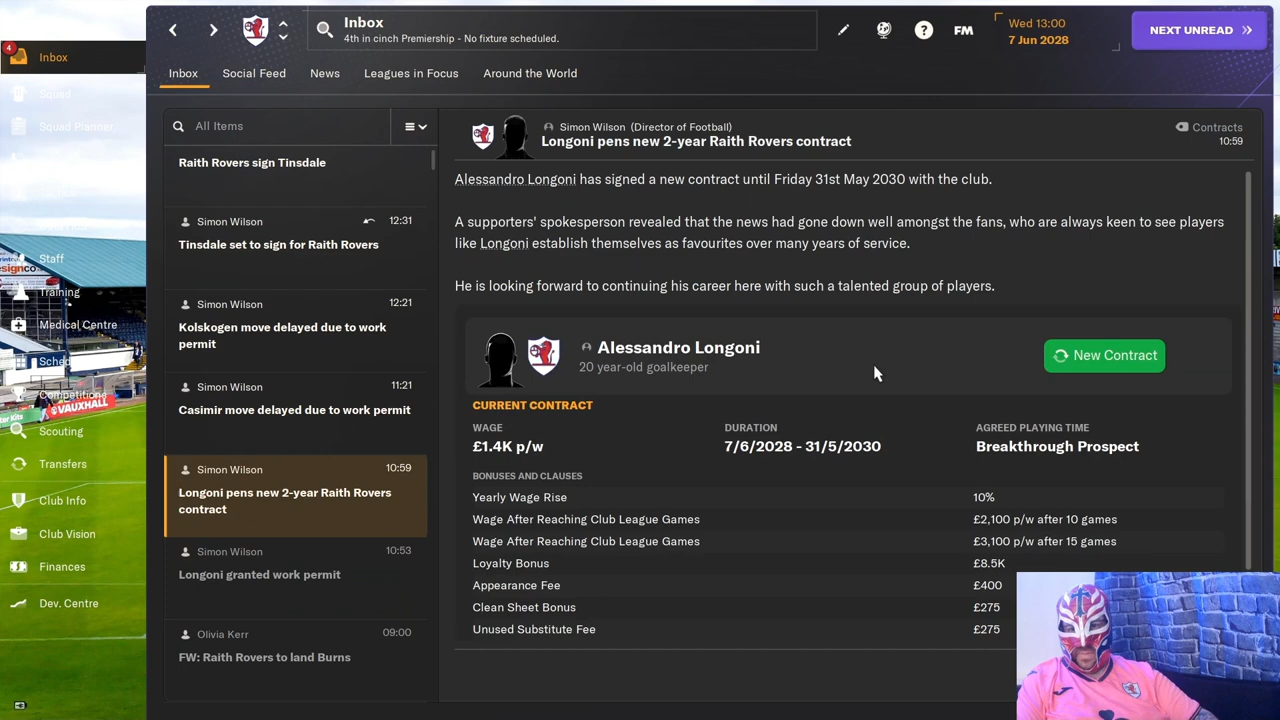 Inbox
4th in cinch Premiership - No fixture scheduled.
FM
Wed 13:00
7 Jun 2028
NEXT UNREAD
4
Inbox
Squad
Squad Planner
Staff
Training
Medical Centre
Sched
Competitions
Scouting
Transfers
Club Info
Club Vision
Finances
Dev. Centre
Inbox
Social Feed
News
Leagues in Focus
Around the World
All Items
Raith Rovers sign Tinsdale
Simon Wilson
12:31
Tinsdale set to sign for Raith Rovers
Simon Wilson
12:21
Kolskogen move delayed due to work
permit
Simon Wilson
11:21
Casimir move delayed due to work permit
Simon Wilson
10:59
Longoni pens new 2-year Raith Rovers
contract
Simon Wilson
10:53
Longoni granted work permit
Olivia Kerr
09:00
FW: Raith Rovers to land Burns
Simon Wilson (Director of Football)
Longoni pens new 2-year Raith Rovers contract
Contracts
10:59
Alessandro Longoni has signed a new contract until Friday 31st May 2030 with the club.
A supporters' spokesperson revealed that the news had gone down well amongst the fans, who are always keen to see players
like Longoni establish themselves as favourites over many years of service.
He is looking forward to continuing his career here with such a talented group of players.
Alessandro Longoni
20 year-old goalkeeper
New Contract
CURRENT CONTRACT
WAGE
£1.4K p/w
DURATION
7/6/2028 - 31/5/2030
AGREED PLAYING TIME
Breakthrough Prospect
BONUSES AND CLAUSES
Yearly Wage Rise 10%
Wage After Reaching Club League Games £2,100 p/w after 10 games
Wage After Reaching Club League Games £3,100 p/w after 15 games
Loyalty Bonus £8.5K
Appearance Fee £400
Clean Sheet Bonus £275
Unused Substitute Fee £275
VAUXHALL